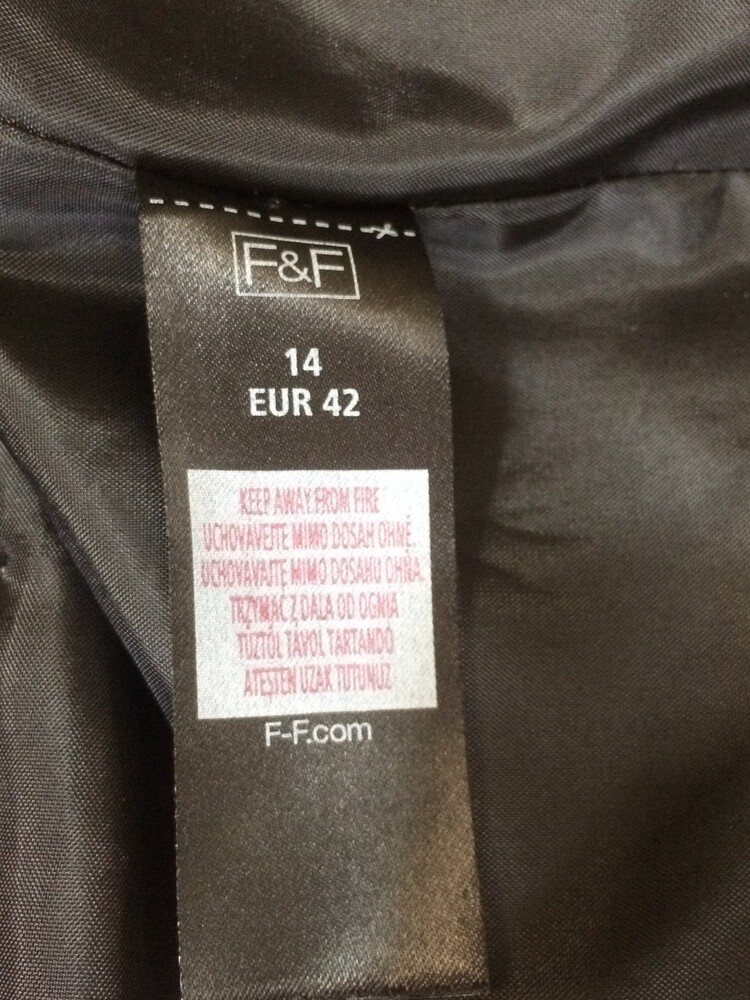 F&F
14
EUR 42
KEEP AWAY FROM FIRE
UCHOVÁVEJTE MIMO DOSAH OHNĚ.
UCHOVÁVAJTE MIMO DOSAHU OHŇA.
TRZYMAĆ Z DALA OD OGNIA
TŰZTŐL TÁVOL TARTANDÓ
ATEŞTEN UZAK TUTUNUZ
F-F.com